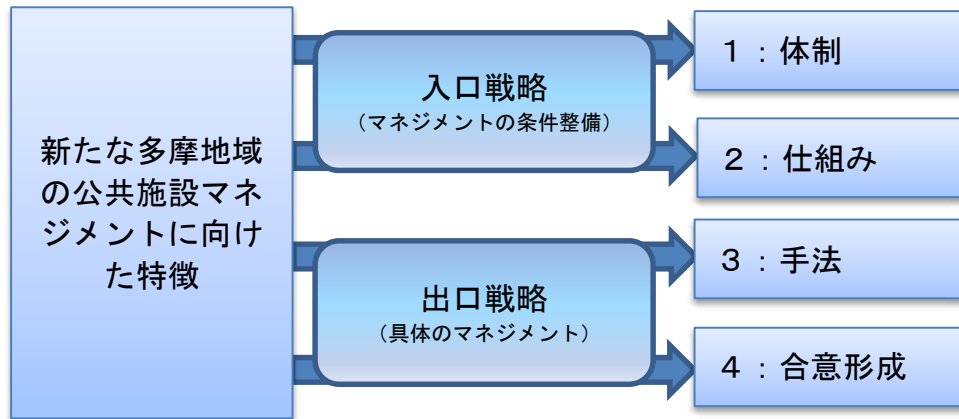 新たな多摩地域
の公共施設マネ
ジメントに向け
た特徴
入口戦略
（マネジメントの条件整備）
出口戦略
（具体のマネジメント）
１：体制
２：仕組み
３：手法
４：合意形成